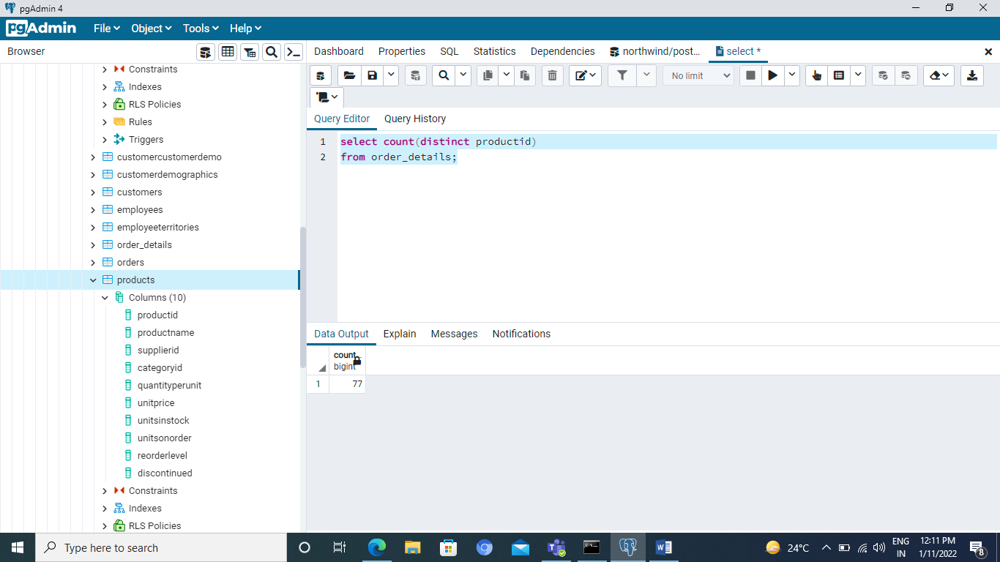 pgAdmin 4
pgAdmin
File Object Tools Help
Browser
Dashboard Properties SQL Statistics Dependencies northwind/post... select *
No limit
Query Editor Query History
1 select count(distinct productid)
2 from order_details;
Constraints
Indexes
RLS Policies
Rules
Triggers
customercustomerdemo
customerdemographics
customers
employees
employeeterritories
order_details
orders
products
Columns (10)
productid
productname
supplierid
categoryid
quantityperunit
unitprice
unitsinstock
unitsonorder
reorderlevel
discontinued
Constraints
Indexes
RLS Policies
Data Output Explain Messages Notifications
count
bigint
1 77
Type here to search
24°C
ENG
IN
12:11 PM
1/11/2022
8